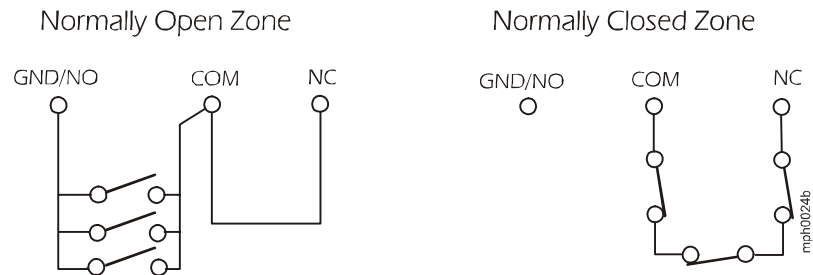 Normally Open Zone
Normally Closed Zone
GND/NO COM NC
GND/NO COM NC
mph0024b